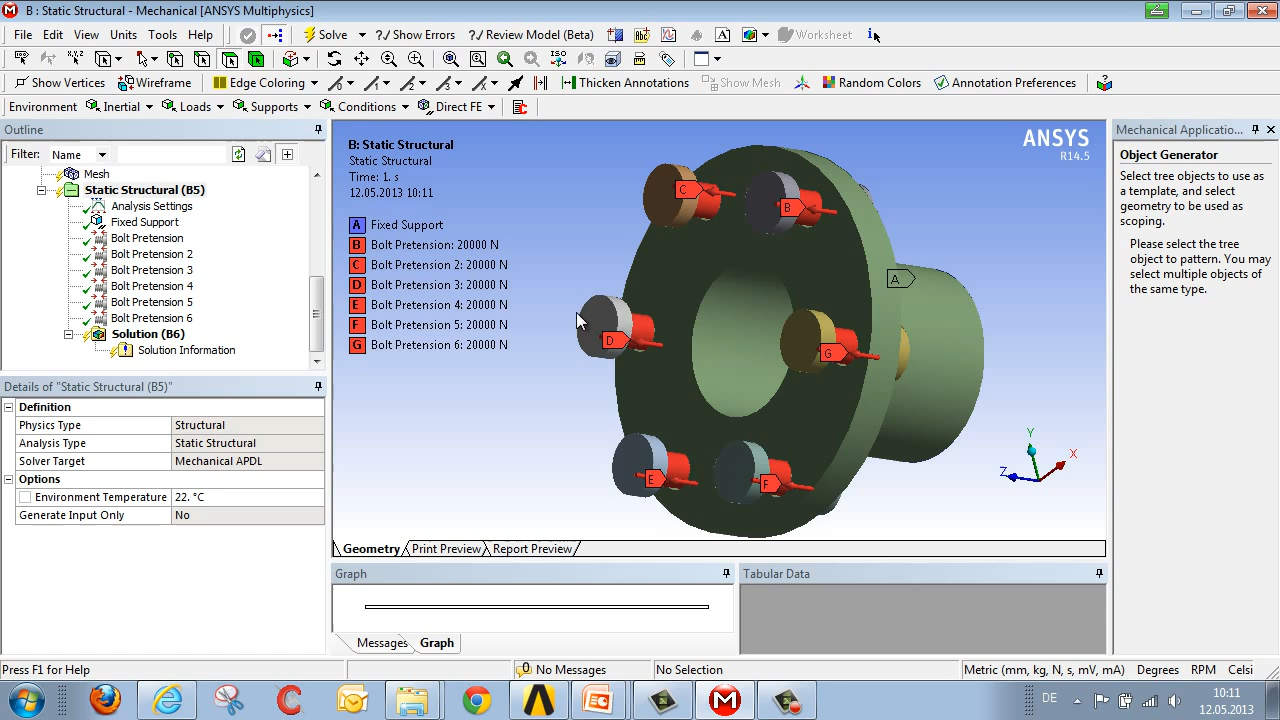 B : Static Structural - Mechanical [ANSYS Multiphysics]
File Edit View Units Tools Help Solve ?/ Show Errors ?/ Review Model (Beta) A Worksheet i
Show Vertices Wireframe Edge Coloring Thicken Annotations Show Mesh Random Colors Annotation Preferences
Environment Inertial Loads Supports Conditions Direct FE
Outline
Filter: Name
Mesh
Static Structural (B5)
Analysis Settings
Fixed Support
Bolt Pretension
Bolt Pretension 2
Bolt Pretension 3
Bolt Pretension 4
Bolt Pretension 5
Bolt Pretension 6
Solution (B6)
Solution Information
Details of "Static Structural (B5)"
Definition
Physics Type Structural
Analysis Type Static Structural
Solver Target Mechanical APDL
Options
Environment Temperature 22. °C
Generate Input Only No
B: Static Structural
Static Structural
Time: 1. s
12.05.2013 10:11
A Fixed Support
B Bolt Pretension: 20000 N
C Bolt Pretension 2: 20000 N
D Bolt Pretension 3: 20000 N
E Bolt Pretension 4: 20000 N
F Bolt Pretension 5: 20000 N
G Bolt Pretension 6: 20000 N
ANSYS
R14.5
C
B
A
D
G
E
F
Y
X
Z
Geometry Print Preview Report Preview
Graph
Messages Graph
Tabular Data
Mechanical Applicatio...
Object Generator
Select tree objects to use as
a template, and select
geometry to be used as
scoping.
Please select the tree
object to pattern. You may
select multiple objects of
the same type.
Press F1 for Help 0 No Messages No Selection Metric (mm, kg, N, s, mV, mA) Degrees RPM Celsi
DE 10:11
12.05.2013